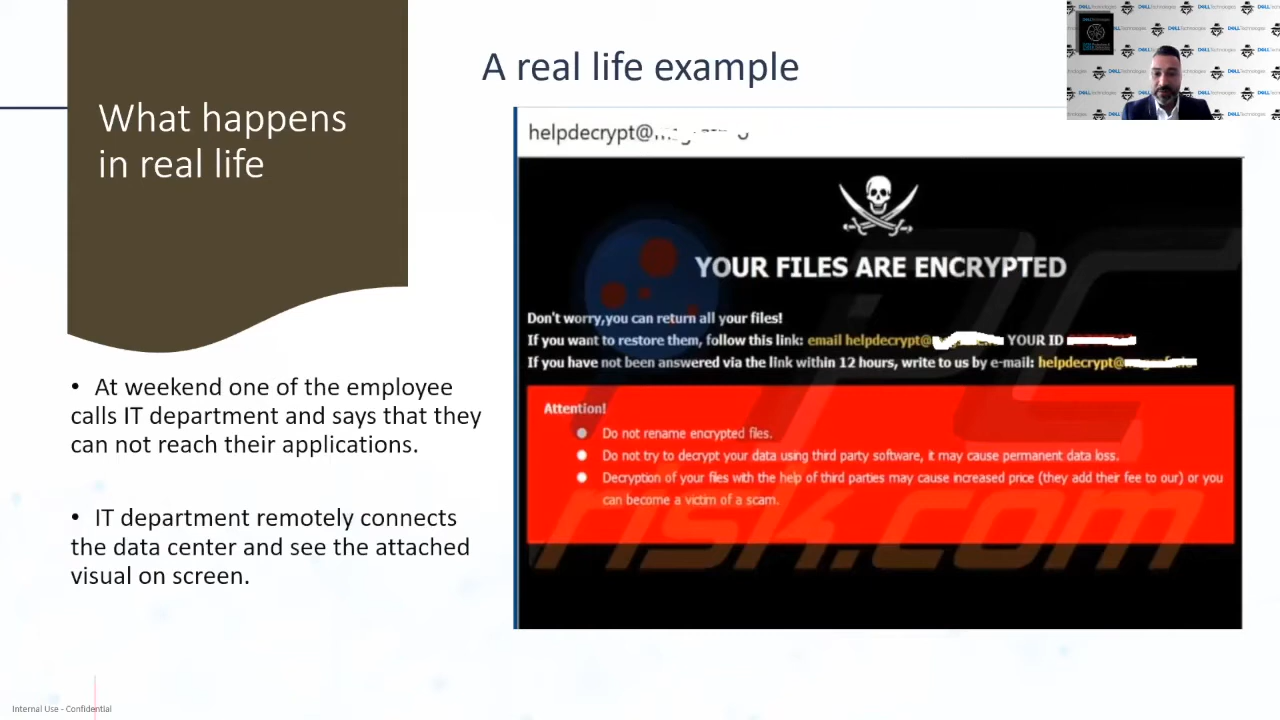 A real life example
What happens
in real life
• At weekend one of the employee
calls IT department and says that they
can not reach their applications.
• IT department remotely connects
the data center and see the attached
visual on screen.
helpdecrypt@
YOUR FILES ARE ENCRYPTED
Don't worry,you can return all your files!
If you want to restore them, follow this link: email helpdecrypt@ YOUR ID
If you have not been answered via the link within 12 hours, write to us by e-mail: helpdecrypt@
Attention!
Do not rename encrypted files.
Do not try to decrypt your data using third party software, it may cause permanent data loss.
Decryption of your files with the help of third parties may cause increased price (they add their fee to our) or you
can become a victim of a scam.
PC
risk.com
DELL Technologies
Internal Use - Confidential